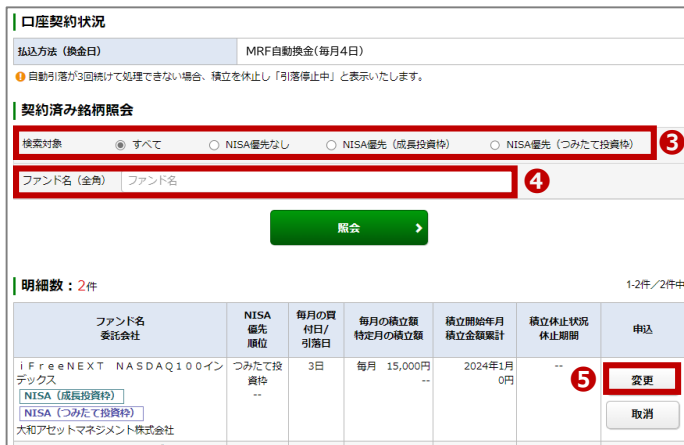 口座契約状況
払込方法（換金日） MRF自動換金(毎月4日)
自動引落が3回続けて処理できない場合、積立を休止し「引落停止中」と表示いたします。
契約済み銘柄照会
検索対象 すべて NISA優先なし NISA優先（成長投資枠） NISA優先（つみたて投資枠） ❸
ファンド名（全角） ファンド名 ❹
照会
明細数：2件 1-2件／2件中
ファンド名
委託会社
NISA
優先
順位
毎月の買
付日/
引落日
毎月の積立額
特定月の積立額
積立開始年月
積立金額累計
積立休止状況
休止期間
申込
ｉＦｒｅｅＮＥＸＴ　ＮＡＳＤＡＱ１００イン
デックス
NISA（成長投資枠）
NISA（つみたて投資枠）
大和アセットマネジメント株式会社
つみたて投
資枠
--
3日
毎月 15,000円
--
2024年1月
0円
--
❺
変更
取消